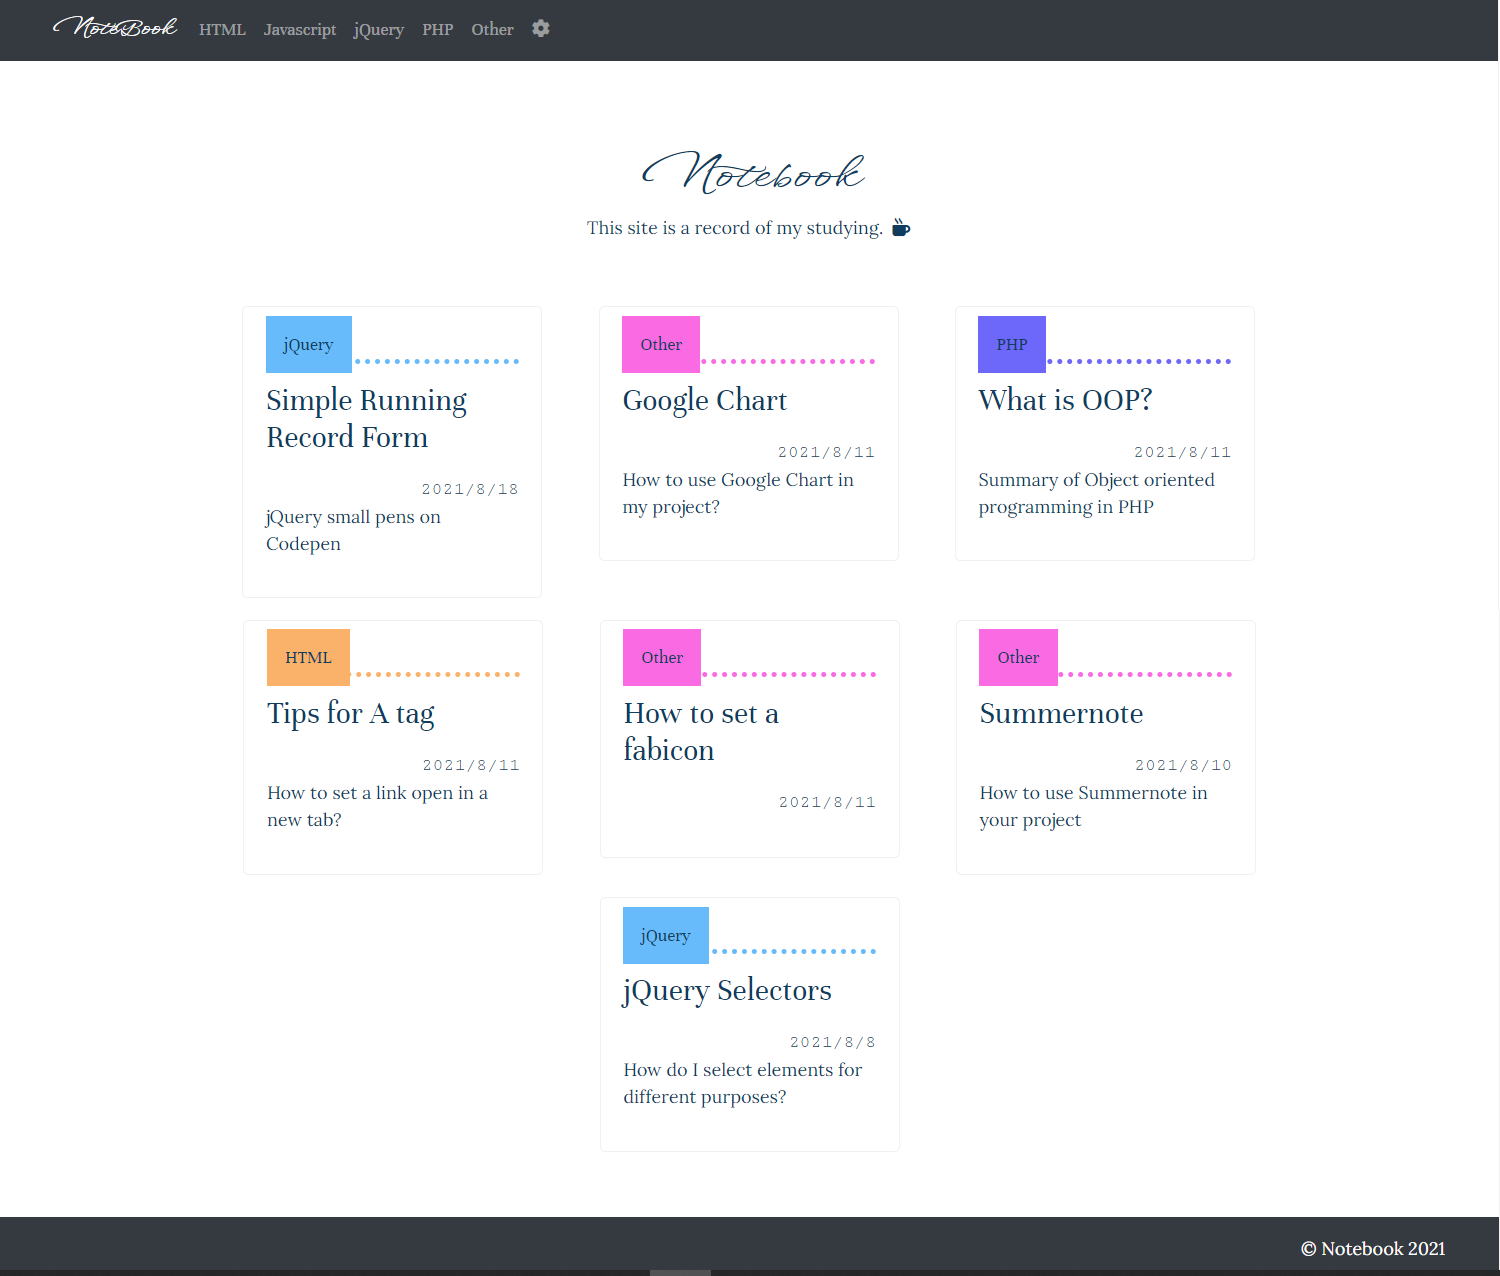 NoteBook HTML Javascript jQuery PHP Other
Notebook
This site is a record of my studying.
jQuery
Simple Running
Record Form
2021/8/18
jQuery small pens on
Codepen
Other
Google Chart
2021/8/11
How to use Google Chart in
my project?
PHP
What is OOP?
2021/8/11
Summary of Object oriented
programming in PHP
HTML
Tips for A tag
2021/8/11
How to set a link open in a
new tab?
Other
How to set a
fabicon
2021/8/11
Other
Summernote
2021/8/10
How to use Summernote in
your project
jQuery
jQuery Selectors
2021/8/8
How do I select elements for
different purposes?
© Notebook 2021